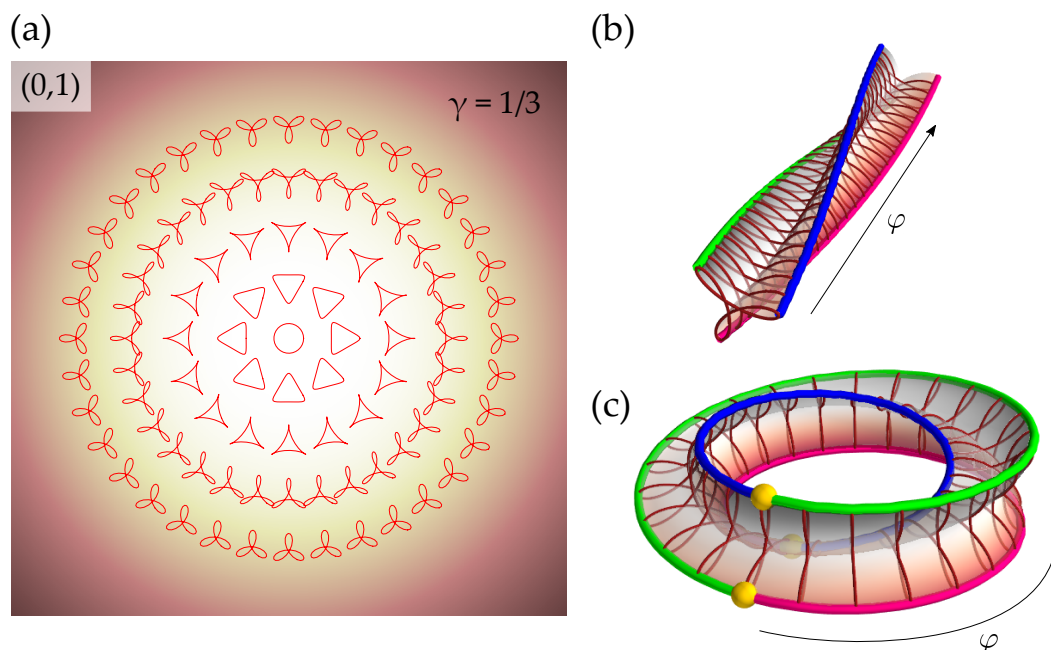 (a)
(0,1)
γ = 1/3
(b)
φ
(c)
φ